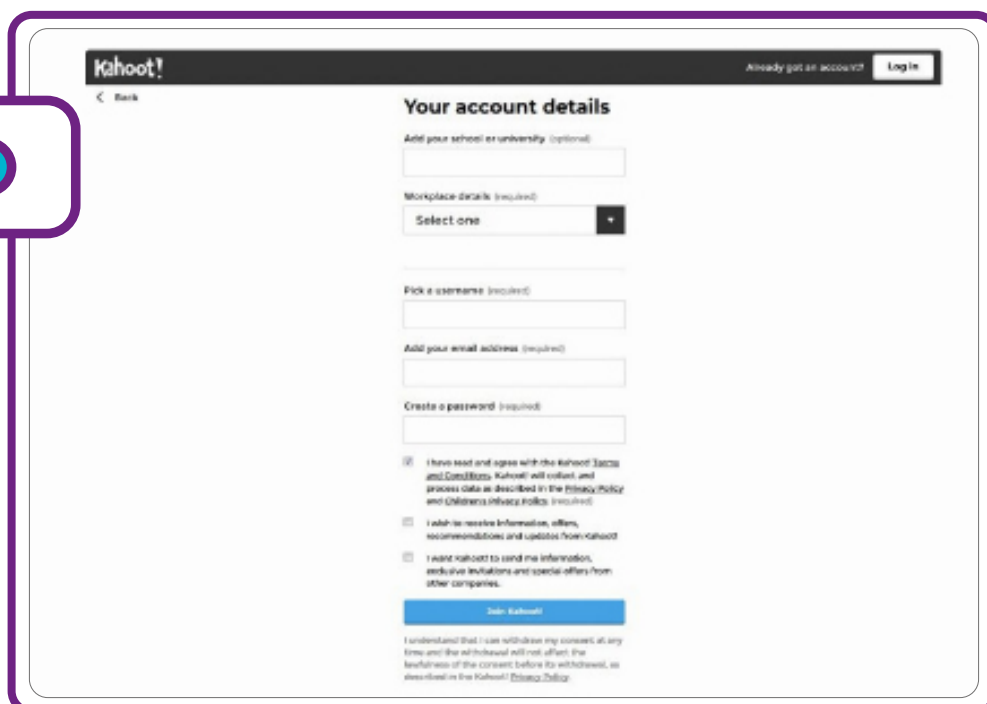 Kahoot!
Already got an account?
Log in
Back
Your account details
Add your school or university (optional)
Workplace details (required)
Select one
Pick a username (required)
Add your email address (required)
Create a password (required)
I have read and agree with the Kahoot! Terms
and Conditions. Kahoot! will collect and
process data as described in the Privacy Policy
and Children's Privacy Policy. (required)
I wish to receive information, offers,
recommendations and updates from Kahoot!
I want Kahoot! to send me information,
exclusive invitations and special offers from
other companies.
Join Kahoot!
I understand that I can withdraw my consent at any
time and the withdrawal will not affect the
lawfulness of the consent before its withdrawal, as
described in the Kahoot! Privacy Policy.